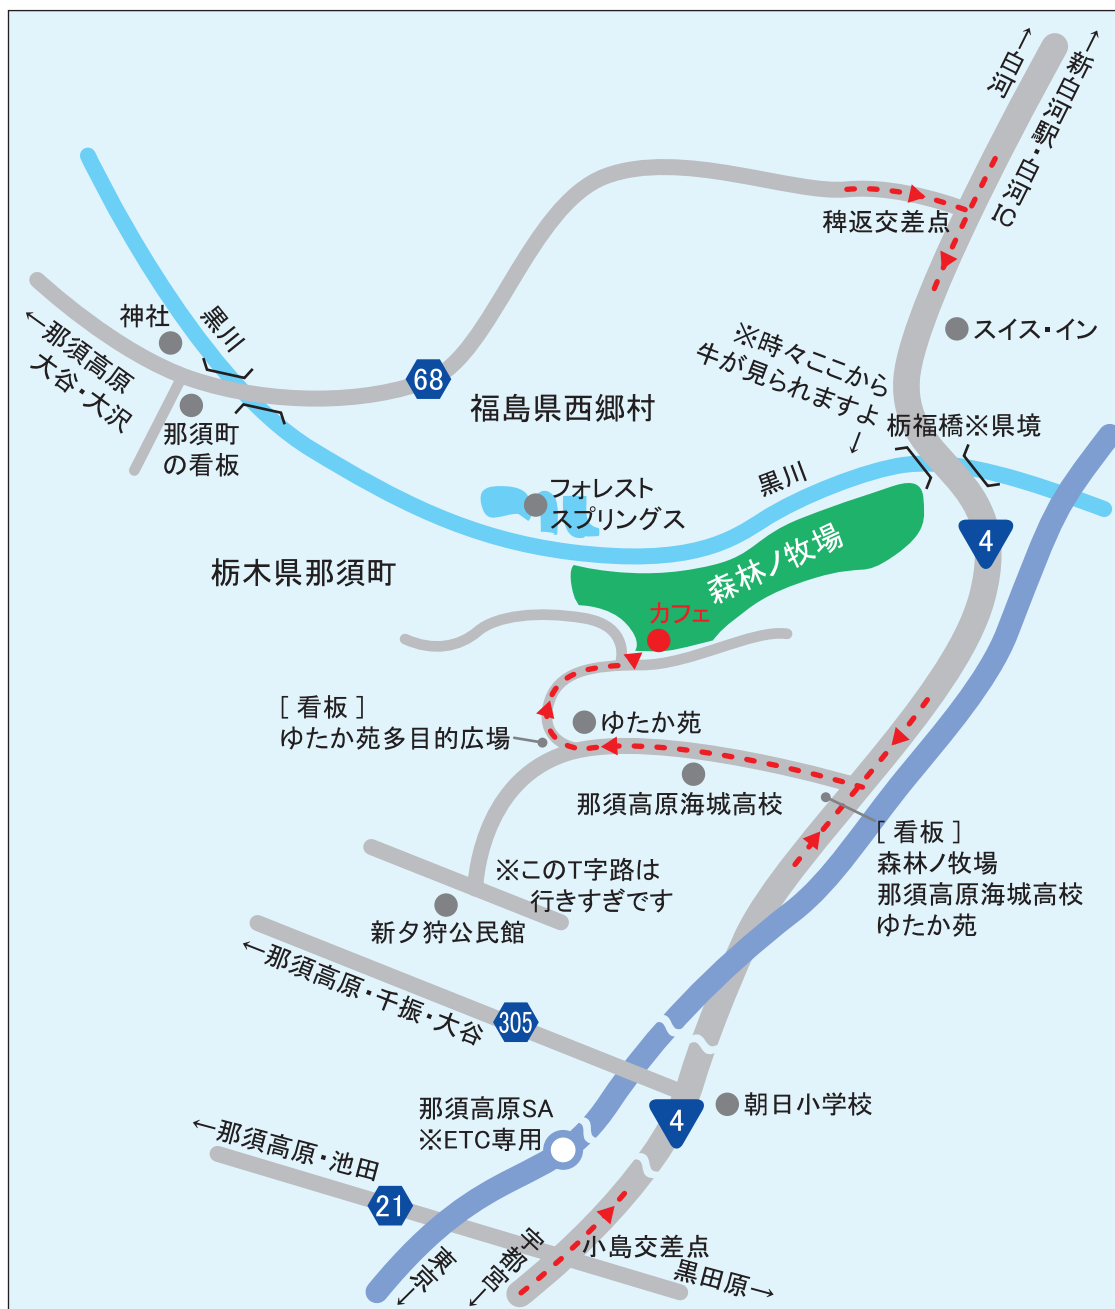 →白河
→新白河駅・白河IC
稗返交差点
神社
黒川
←那須高原
大谷・大沢
68
スイス・イン
※時々ここから
牛が見られますよ
↓
那須町
の看板
福島県西郷村
栃福橋※県境
黒川
フォレスト
スプリングス
4
森林ノ牧場
栃木県那須町
カフェ
[ 看板 ]
ゆたか苑多目的広場
ゆたか苑
那須高原海城高校
[ 看板 ]
森林ノ牧場
那須高原海城高校
ゆたか苑
※このT字路は
行きすぎです
新夕狩公民館
←那須高原・千振・大谷
305
那須高原SA
※ETC専用
4
朝日小学校
←那須高原・池田
21
小島交差点
東京→
宇都宮→
黒田原→